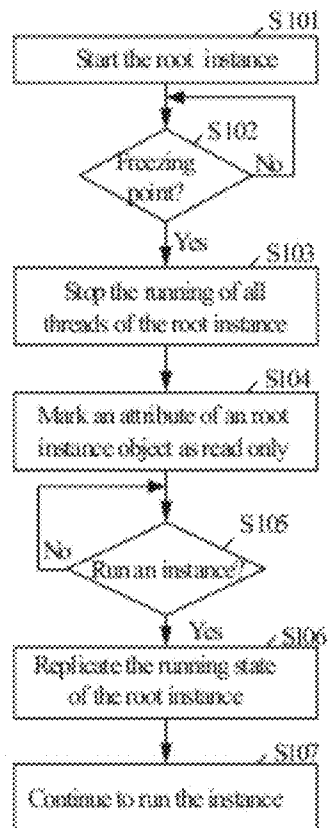 S101
Start the root instance
S102
Freezing
point?
No
Yes
S103
Stop the running of all
threads of the root instance
S104
Mark an attribute of an root
instance object as read only
S105
No
Run an instance?
Yes
S106
Replicate the running state
of the root instance
S107
Continue to run the instance